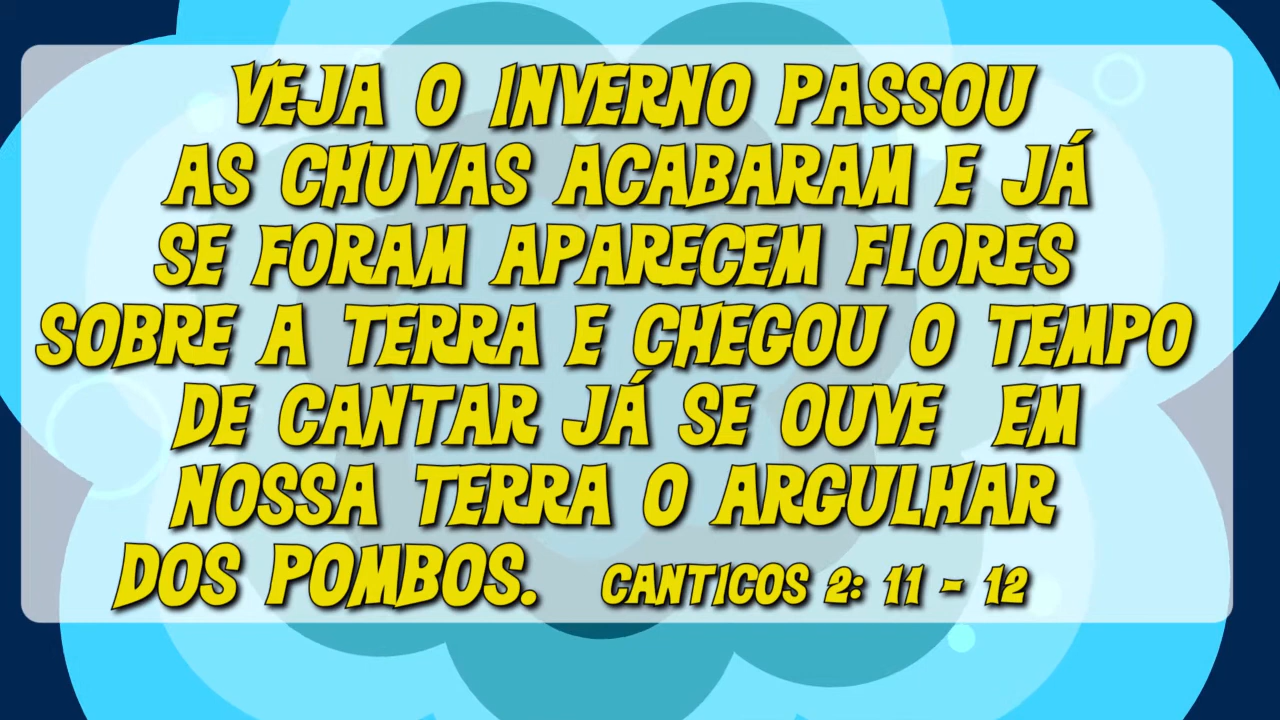 VEJA O INVERNO PASSOU
AS CHUVAS ACABARAM E JÁ
SE FORAM APARECEM FLORES
SOBRE A TERRA E CHEGOU O TEMPO
DE CANTAR JÁ SE OUVE EM
NOSSA TERRA O ARGULHAR
DOS POMBOS. CANTICOS 2: 11 - 12